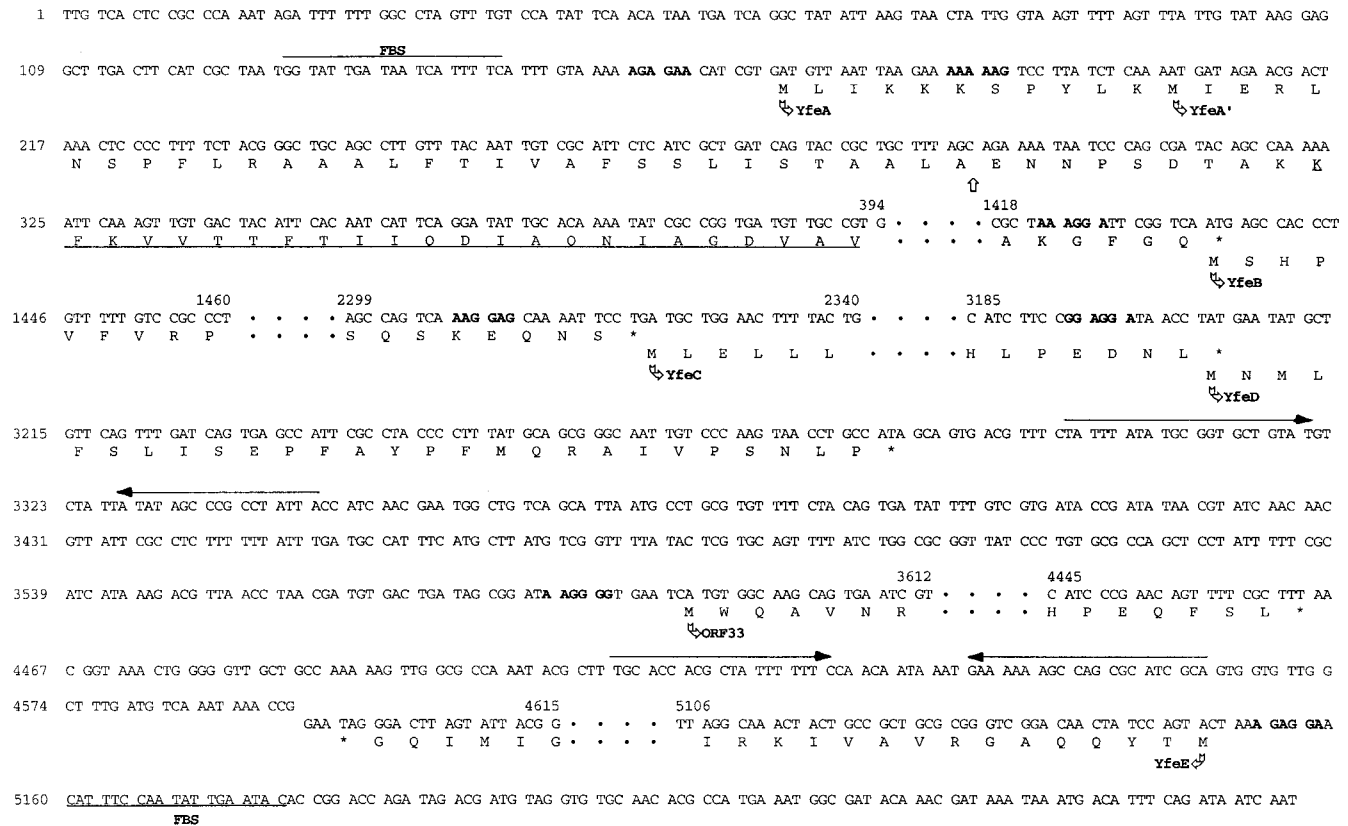 1 TTG TCA CTC CGC CCA AAT AGA TTT TTT GGC CTA GTT TGT CCA TAT TCA ACA TAA TGA TCA GGC TAT ATT AAG TAA CTA TTG GTA AGT TTT AGT TTA TTG TAT AAG GAG
FBS
109 GCT TGA CTT CAT CGC TAA TGG TAT TGA TAA TCA TTT TCA TTT GTA AAA AGA GAA CAT CGT GAT GTT AAT TAA GAA AAA AAG TCC TTA TCT CAA AAT GAT AGA ACG ACT
M L I K K K S P Y L K M I E R L
YfeA YfeA'
217 AAA CTC CCC CTT TCT ACG GGC TGC AGC CTT GTT TAC AAT TGT CGC ATT CTC ATC GCT GAT CAG TAC CGC TGC TTT AGC AGA AAA TAA TCC CAG CGA TAC AGC CAA AAA
N S P F L R A A A L F T I V A F S S L I S T A A L A E N N P S D T A K K
394 1418
325 ATT CAA AGT TGT GAC TAC ATT CAC AAT CAT TCA GGA TAT TGC ACA AAA TAT CGC CGG TGA TGT TGC CGT G • • • • CGC TAA AGG ATT CGG TCA ATG AGC CAC CCT
F K V V T T F T I I Q D I A Q N I A G D V A V • • • • A K G F G Q *
M S H P
YfeB
1460 2299 2340 3185
1446 GTT TTT GTC CGC CCT • • • • AGC CAG TCA AAG GAG CAA AAT TCC TGA TGC TGG AAC TTT TAC TG • • • • C ATC TTC CGG AGG ATA ACC TAT GAA TAT GCT
V F V R P • • • • S Q S K E Q N S *
M L E L L L • • • • H L P E D N L *
YfeC M N M L
YfeD
3215 GTT CAG TTT GAT CAG TGA GCC ATT CGC CTA CCC CTT TAT GCA GCG GGC AAT TGT CCC AAG TAA CCT GCC ATA GCA GTG ACG TTT CTA TTT ATA TGC GGT GCT GTA TGT
F S L I S E P F A Y P F M Q R A I V P S N L P *
3323 CTA TTA TAT AGC CCG CCT ATT ACC ATC AAC GAA TGG CTG TCA GCA TTA ATG CCT GCG TGT TTT CTA CAG TGA TAT TTT GTC GTG ATA CCG ATA TAA CGT ATC AAC AAC
3431 GTT ATT CGC CTC TTT TTT ATT TGA TGC CAT TTC ATG CTT ATG TCG GTT TTA TAC TCG TGC AGT TTT ATC TGG CGC GGT TAT CCC TGT GCG CCA GCT CCT ATT TTT CGC
3612 4445
3539 ATC ATA AAG ACG TTA ACC TAA CGA TGT GAC TGA TAG CGG ATA AGG GGT GAA TCA TGT GGC AAG CAG TGA ATC GT • • • • C ATC CCG AAC AGT TTT CGC TTT AA
M W Q A V N R • • • • H P E Q F S L *
ORF33
4467 C GGT AAA CTG GGG GTT GCT GCC AAA AAG TTG GCG CCA AAT ACG CTT TGC ACC ACG CTA TTT TTT CCA ACA ATA AAT GAA AAA AGC CAG CGC ATC GCA GTG GTG TTG G
4574 CT TTG ATG TCA AAT AAA CCG
4615 5106
GAA TAG GGA CTT AGT ATT ACG G • • • • TT AGG CAA ACT ACT GCC GCT GCG CGG GTC GGA CAA CTA TCC AGT ACT AAA GAG GAA
* G Q I M I G • • • • I R K I V A V R G A Q Q Y T M
YfeE
5160 CAT TTC CAA TAT TGA ATA CAC CGG ACC AGA TAG ACG ATG TAG GTG TGC AAC ACG CCA TGA AAT GGC GAT ACA AAC GAT AAA TAA ATG ACA TTT CAG ATA ATC AAT
FBS